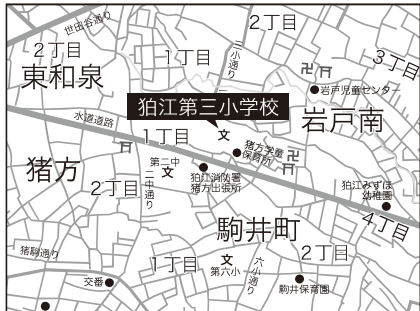 世田谷通り
2丁目
2丁目
1丁目
三小通り
3丁目
東和泉
岩戸児童センター
狛江第三小学校
岩戸南
水道道路
1丁目
文
猪方学童
保育所
猪方
第二中
文
二中通り
狛江消防署
猪方出張所
2丁目
狛江みずほ
幼稚園
4丁目
駒井町
猪駒通り
1丁目
文
第六小
六小通り
2丁目
交番
駒井保育園